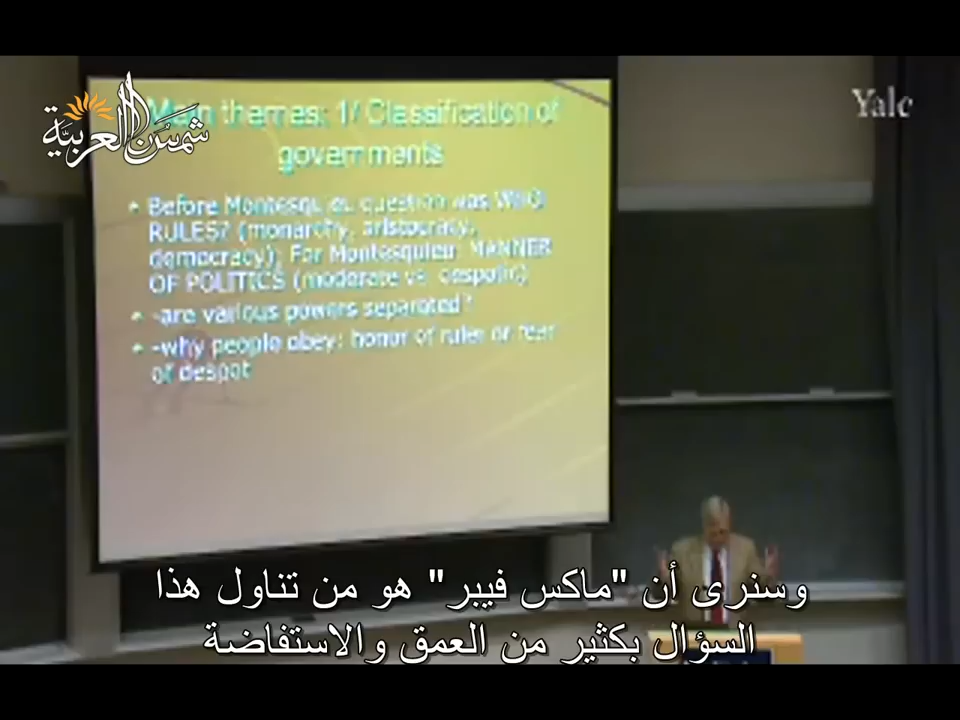 شمس العربية
Yale
Main themes: 1/ Classification of
governments
Before Montesquieu question was WHO
RULES? (monarchy, aristocracy,
democracy); For Montesquieu: MANNER
OF POLITICS (moderate vs. despotic)
-are various powers separated?
-why people obey: honor of ruler or fear
of despot
وسنرى أن "ماكس فيبر" هو من تناول هذا
السؤال بكثير من العمق والاستفاضة